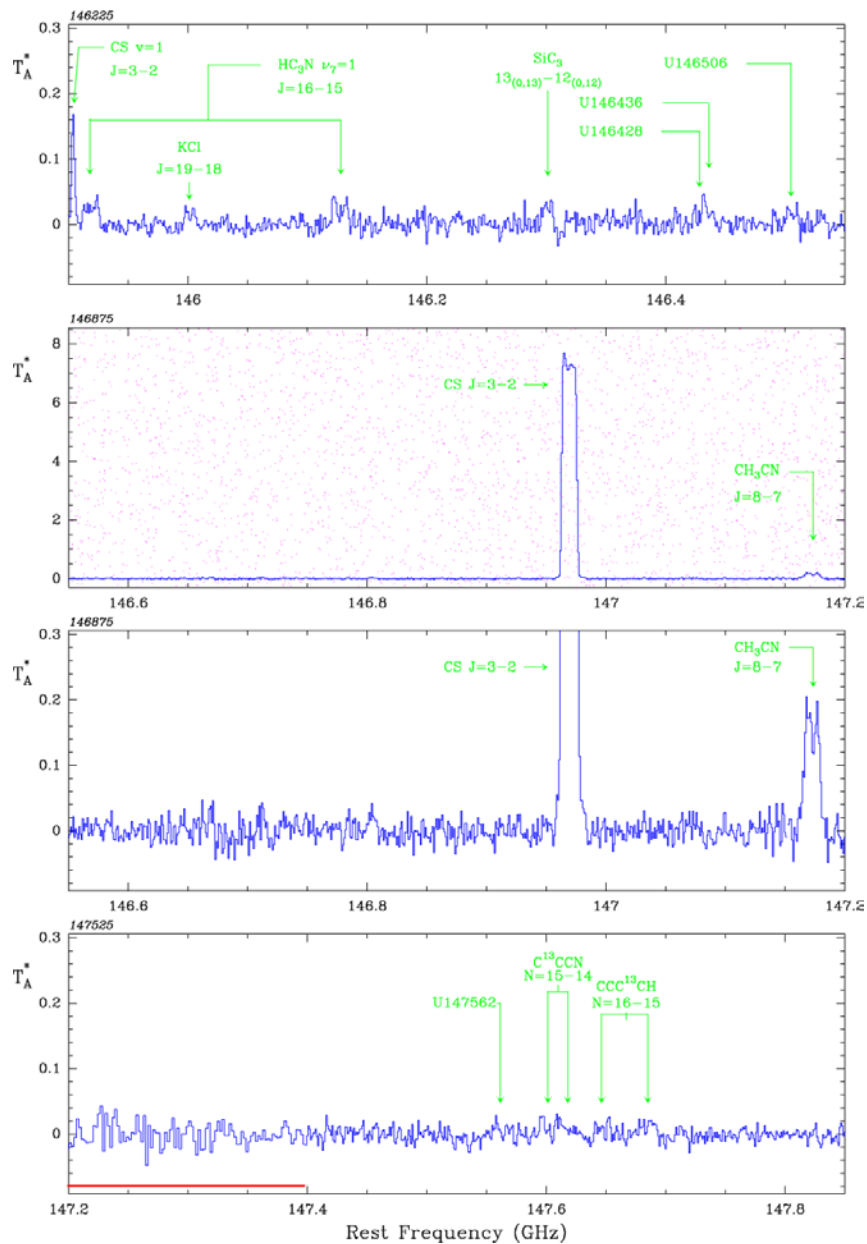 146225
0.3
CS v=1
J=3−2
HC₃N ν₇=1
J=16−15
SiC₃
13(0,13)−12(0,12)
U146506
T*A
0.2
U146436
U146428
KCl
J=19−18
0.1
0
146
146.2
146.4
146875
8
T*A
CS J=3−2
6
4
CH₃CN
J=8−7
2
0
146.6
146.8
147
147.2
146875
0.3
T*A
CS J=3−2
CH₃CN
J=8−7
0.2
0.1
0
146.6
146.8
147
147.2
147525
0.3
T*A
C¹³CCN
N=15−14
CCC¹³CH
N=16−15
U147562
0.2
0.1
0
147.2
147.4
147.6
147.8
Rest Frequency (GHz)